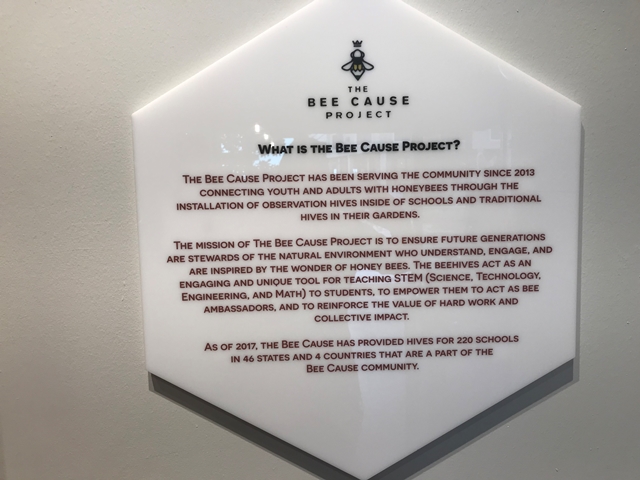 THE
BEE CAUSE
PROJECT
WHAT IS THE BEE CAUSE PROJECT?
THE BEE CAUSE PROJECT HAS BEEN SERVING THE COMMUNITY SINCE 2013
CONNECTING YOUTH AND ADULTS WITH HONEYBEES THROUGH THE
INSTALLATION OF OBSERVATION HIVES INSIDE OF SCHOOLS AND TRADITIONAL
HIVES IN THEIR GARDENS.
THE MISSION OF THE BEE CAUSE PROJECT IS TO ENSURE FUTURE GENERATIONS
ARE STEWARDS OF THE NATURAL ENVIRONMENT WHO UNDERSTAND, ENGAGE, AND
ARE INSPIRED BY THE WONDER OF HONEY BEES. THE BEEHIVES ACT AS AN
ENGAGING AND UNIQUE TOOL FOR TEACHING STEM (SCIENCE, TECHNOLOGY,
ENGINEERING, AND MATH) TO STUDENTS, TO EMPOWER THEM TO ACT AS BEE
AMBASSADORS, AND TO REINFORCE THE VALUE OF HARD WORK AND
COLLECTIVE IMPACT.
AS OF 2017, THE BEE CAUSE HAS PROVIDED HIVES FOR 220 SCHOOLS
IN 46 STATES AND 4 COUNTRIES THAT ARE A PART OF THE
BEE CAUSE COMMUNITY.